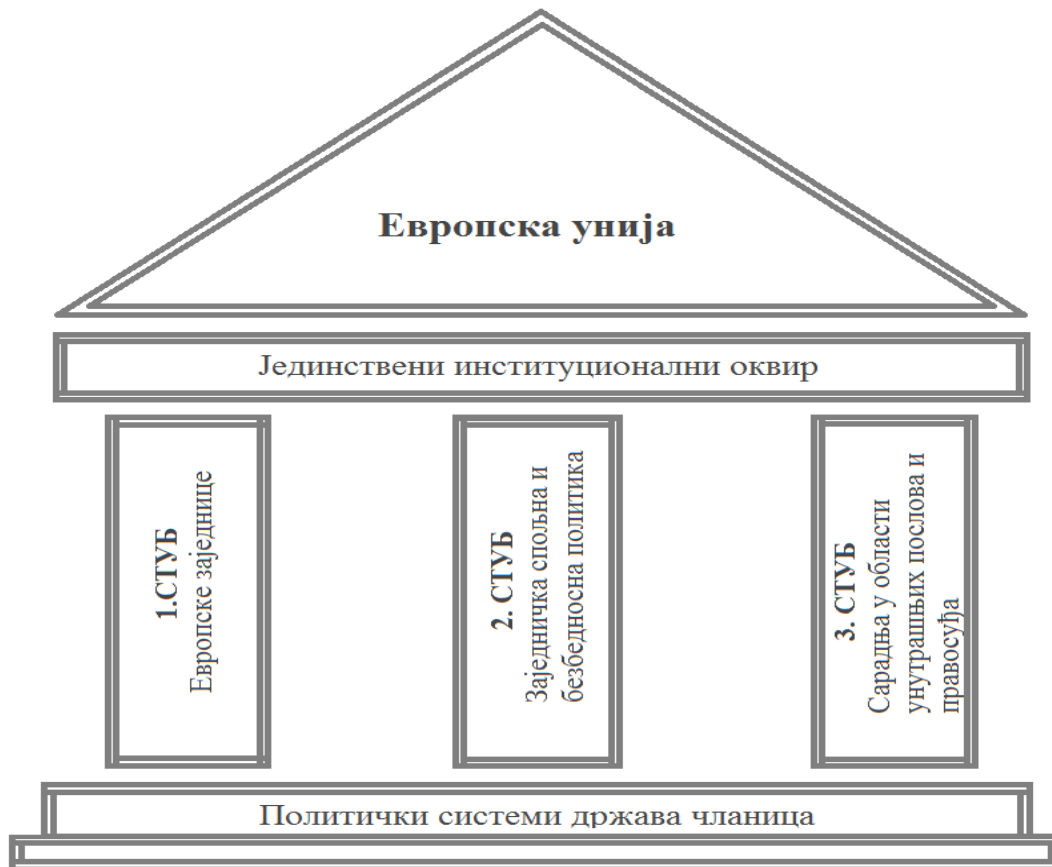 Европска унија
Јединствени институционални оквир
1.СТУБ
Европске заједнице
2. СТУБ
Заједничка спољна и
безбедносна политика
3. СТУБ
Сарадња у области
унутрашњих послова и
правосуђа
Политички системи држава чланица